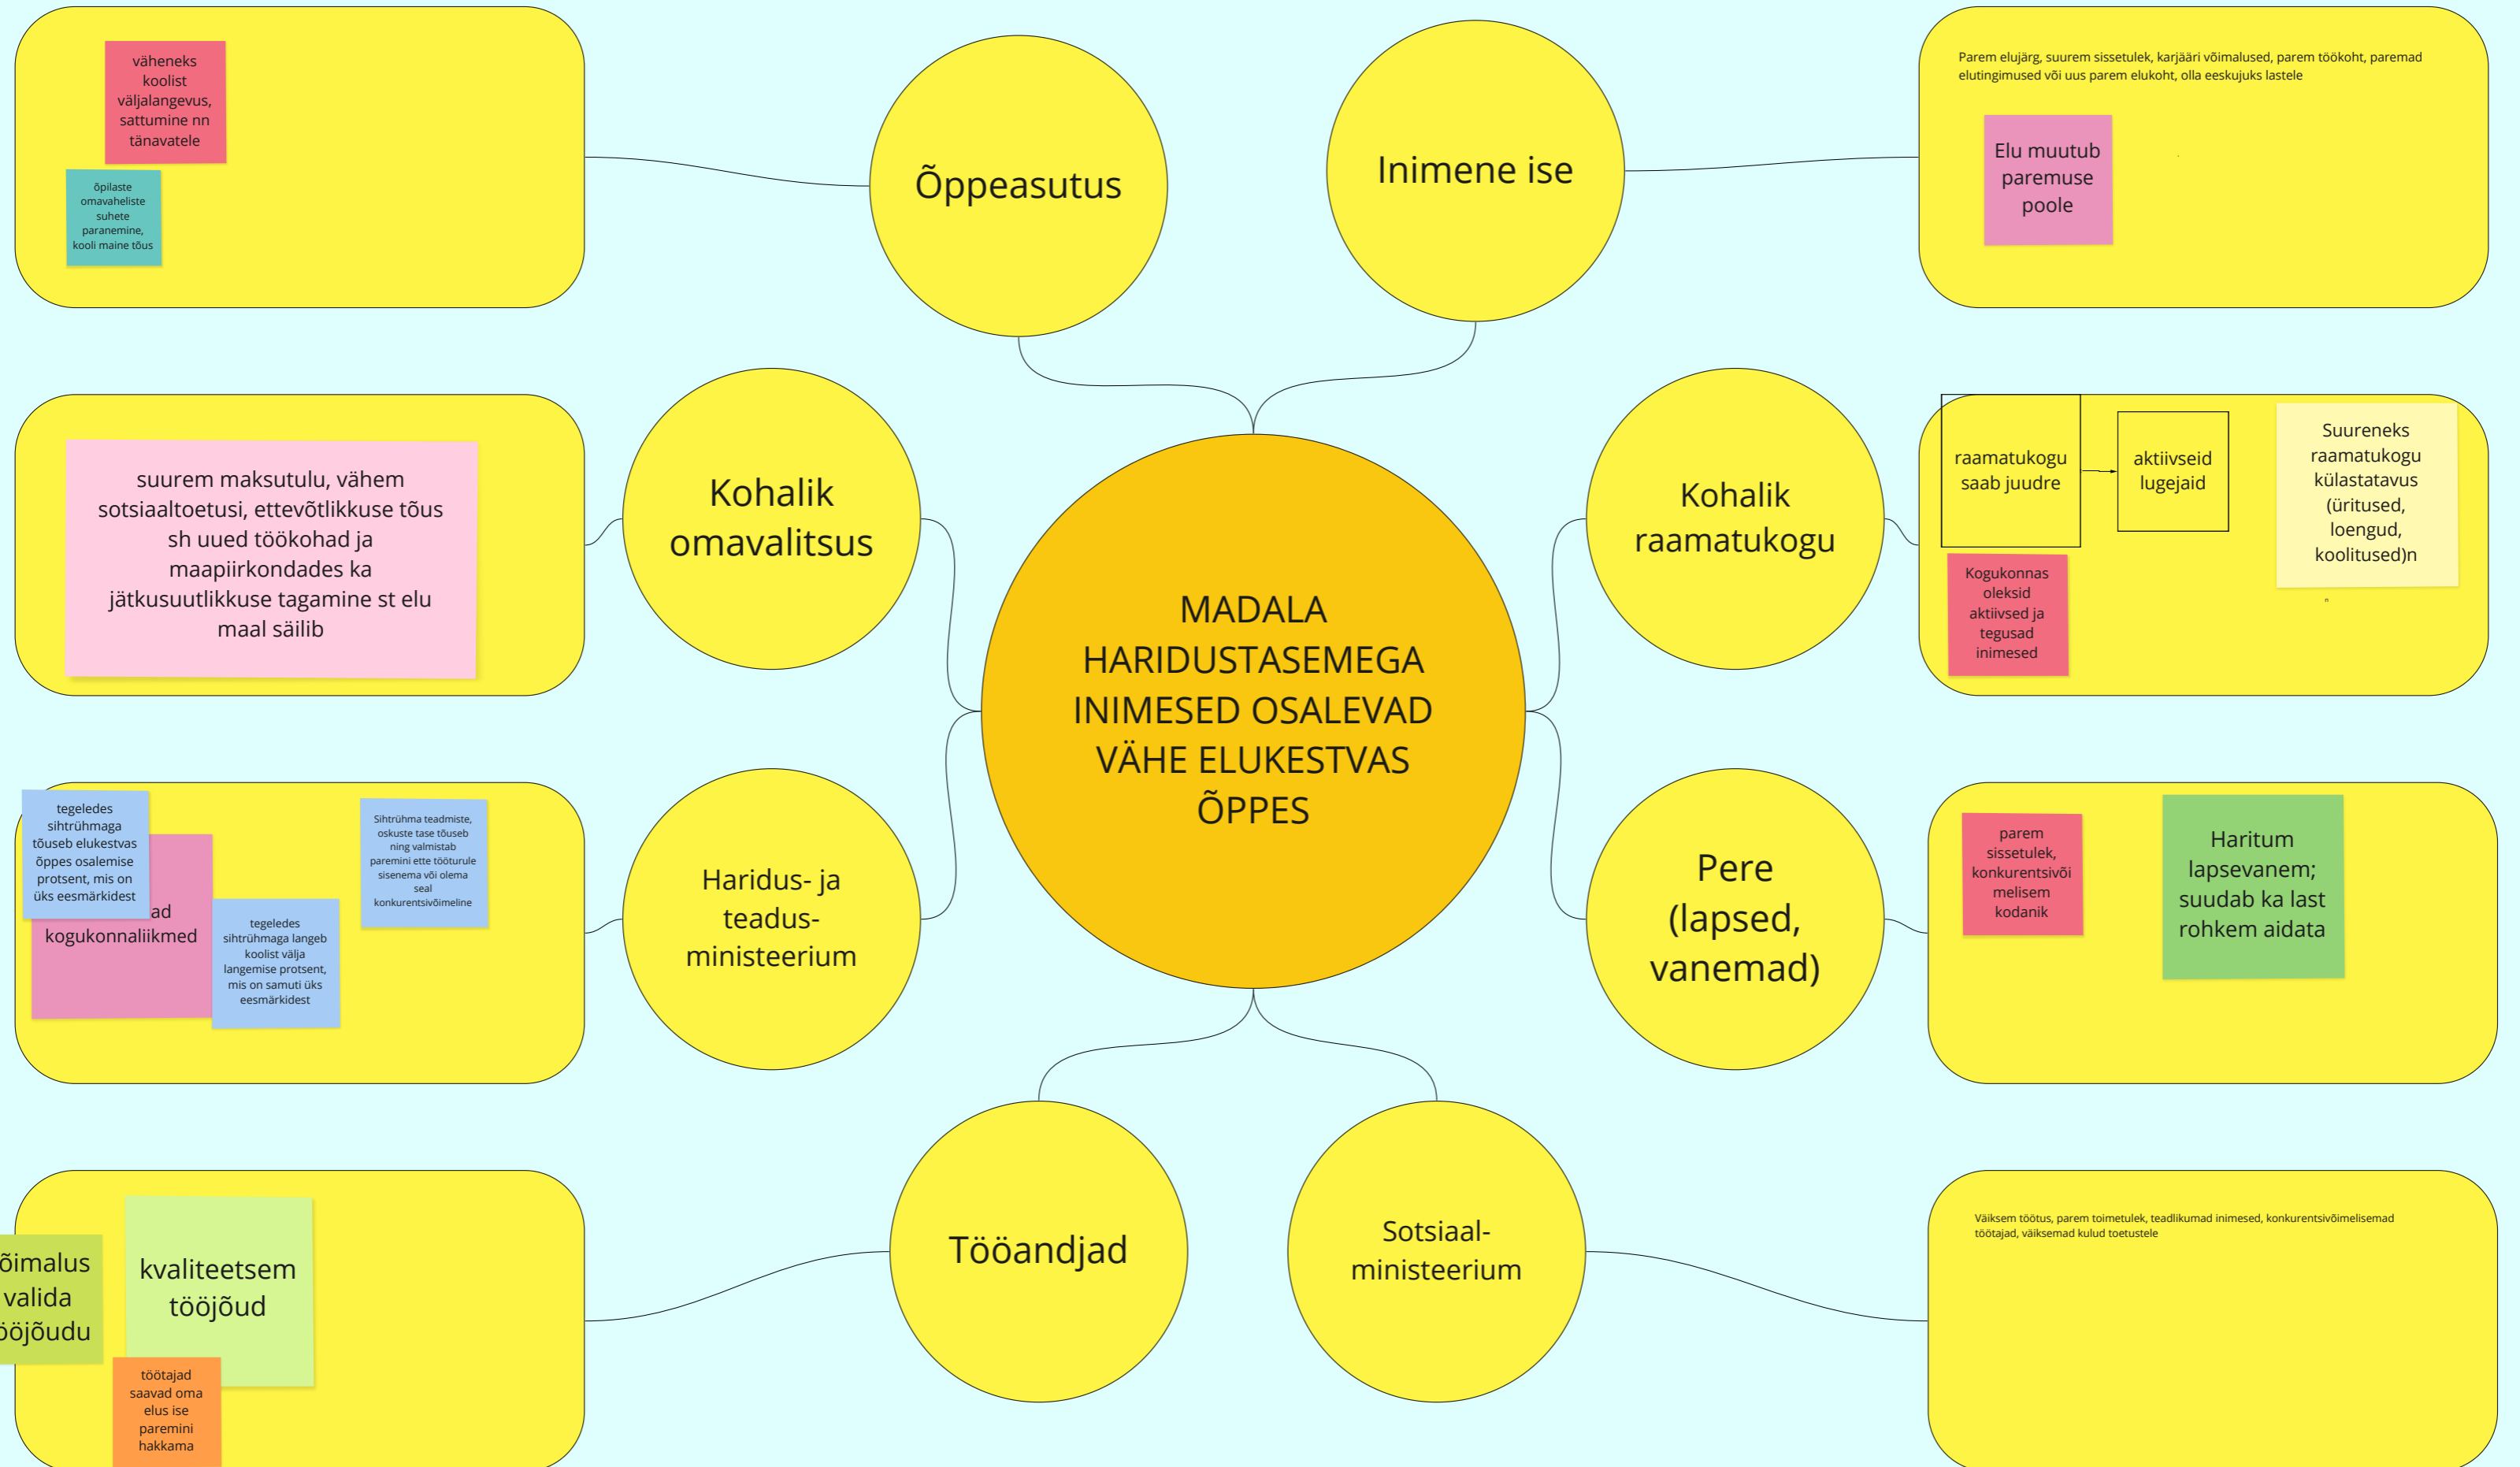 väheneks
koolist
väljalangevus,
sattumine nn
tänavatele
õpilaste
omavaheliste
suhete
paranemine,
kooli maine tõus
Õppeasutus
Inimene ise
Parem elujärg, suurem sissetulek, karjääri võimalused, parem töökoht, paremad
elutingimused või uus parem elukoht, olla eeskujuks lastele
Elu muutub
paremuse
poole
suurem maksutulu, vähem
sotsiaaltoetusi, ettevõtlikkuse tõus
sh uued töökohad ja
maapiirkondades ka
jätkusuutlikkuse tagamine st elu
maal säilib
Kohalik
omavalitsus
Kohalik
raamatukogu
raamatukogu
saab juudre
aktiivseid
lugejaid
Suureneks
raamatukogu
külastatavus
(üritused,
loengud,
koolitused)n
n
Kogukonnas
oleksid
aktiivsed ja
tegusad
inimesed
MADALA
HARIDUSTASEMEGA
INIMESED OSALEVAD
VÄHE ELUKESTVAS
ÕPPES
tegeledes
sihtrühmaga
tõuseb elukestvas
õppes osalemise
protsent, mis on
üks eesmärkidest
ad
kogukonnaliikmed
tegeledes
sihtrühmaga langeb
koolist välja
langemise protsent,
mis on samuti üks
eesmärkidest
Sihtrühma teadmiste,
oskuste tase tõuseb
ning valmistab
paremini ette tööturule
sisenema või olema
seal
konkurentsivõimeline
Haridus- ja
teadus-
ministeerium
Pere
(lapsed,
vanemad)
parem
sissetulek,
konkurentsivõi
melisem
kodanik
Haritum
lapsevanem;
suudab ka last
rohkem aidata
õimalus
valida
ööjõudu
kvaliteetsem
tööjõud
töötajad
saavad oma
elus ise
paremini
hakkama
Tööandjad
Sotsiaal-
ministeerium
Väiksem töötus, parem toimetulek, teadlikumad inimesed, konkurentsivõimelisemad
töötajad, väiksemad kulud toetustele